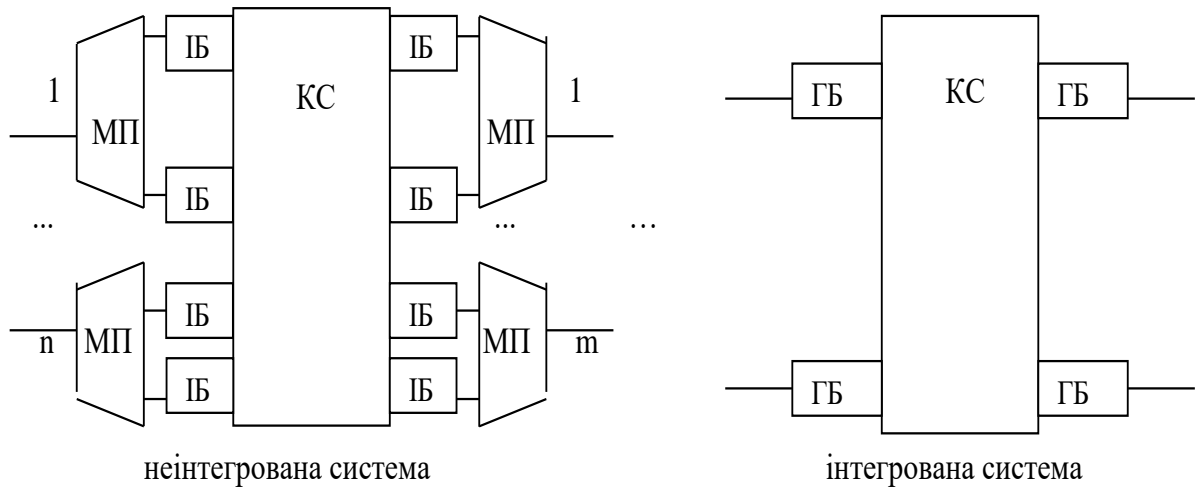 ІБ КС ІБ
1 МП МП 1
ІБ ІБ
... ... …
ІБ ІБ
n МП МП m
ІБ ІБ
неінтегрована система
ГБ КС ГБ
ГБ ГБ
інтегрована система